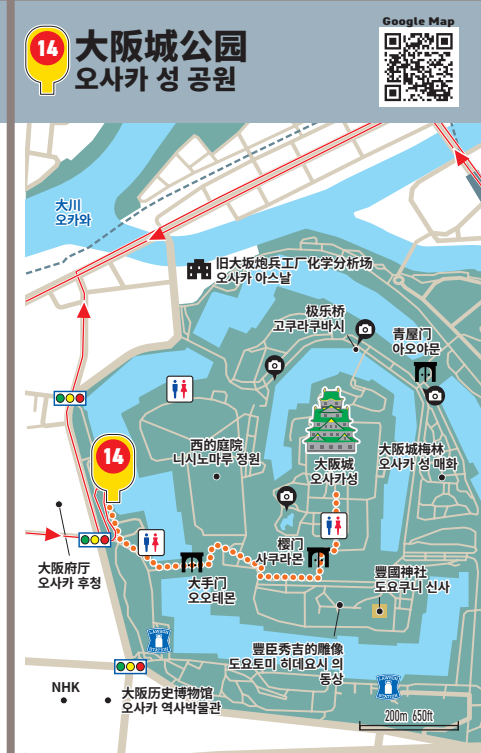 Google Map
14
大阪城公园
오사카 성 공원
大川
오카와
旧大坂炮兵工厂化学分析场
오사카 아스날
极乐桥
고쿠라쿠바시
青屋门
아오야문
西的庭院
니시노마루 정원
大阪城
오사카성
大阪城梅林
오사카 성 매화
14
樱门
사쿠라몬
大阪府厅
오사카 후청
大手门
오오테몬
豐國神社
도요쿠니 신사
豊臣秀吉的雕像
도요토미 히데요시 의
동상
LAWSON
LAWSON
NHK
大阪历史博物馆
오사카 역사박물관
200m 650ft